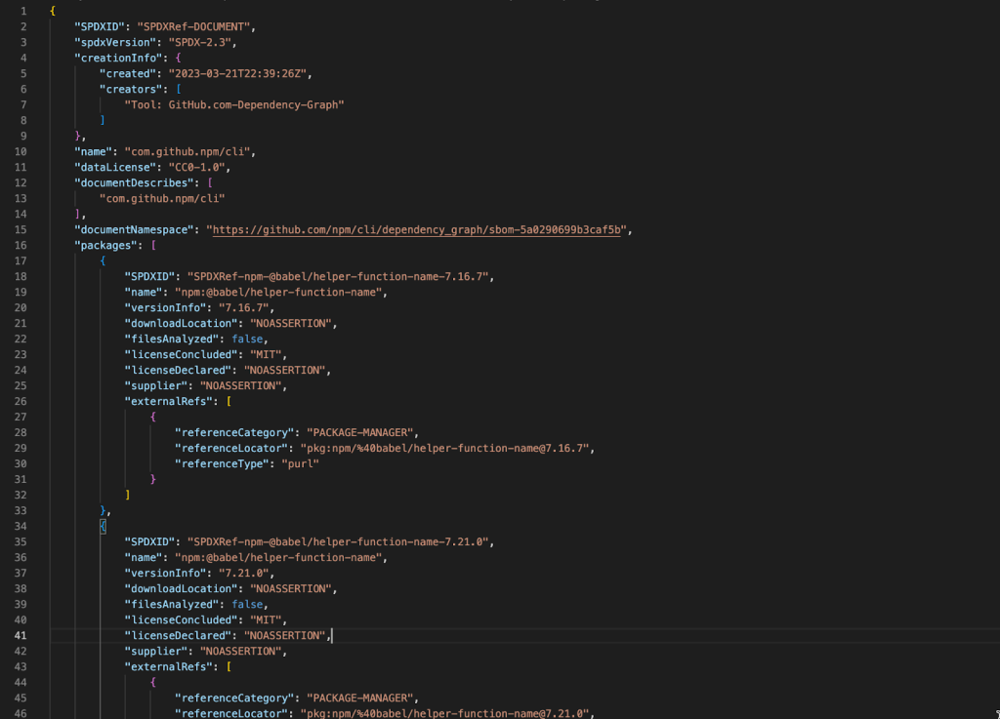 1 {
2 "SPDXID": "SPDXRef-DOCUMENT",
3 "spdxVersion": "SPDX-2.3",
4 "creationInfo": {
5 "created": "2023-03-21T22:39:26Z",
6 "creators": [
7 "Tool: GitHub.com-Dependency-Graph"
8 ]
9 },
10 "name": "com.github.npm/cli",
11 "dataLicense": "CC0-1.0",
12 "documentDescribes": [
13 "com.github.npm/cli"
14 ],
15 "documentNamespace": "https://github.com/npm/cli/dependency_graph/sbom-5a0290699b3caf5b",
16 "packages": [
17 {
18 "SPDXID": "SPDXRef-npm-@babel/helper-function-name-7.16.7",
19 "name": "npm:@babel/helper-function-name",
20 "versionInfo": "7.16.7",
21 "downloadLocation": "NOASSERTION",
22 "filesAnalyzed": false,
23 "licenseConcluded": "MIT",
24 "licenseDeclared": "NOASSERTION",
25 "supplier": "NOASSERTION",
26 "externalRefs": [
27 {
28 "referenceCategory": "PACKAGE-MANAGER",
29 "referenceLocator": "pkg:npm/%40babel/helper-function-name@7.16.7",
30 "referenceType": "purl"
31 }
32 ]
33 },
34 {
35 "SPDXID": "SPDXRef-npm-@babel/helper-function-name-7.21.0",
36 "name": "npm:@babel/helper-function-name",
37 "versionInfo": "7.21.0",
38 "downloadLocation": "NOASSERTION",
39 "filesAnalyzed": false,
40 "licenseConcluded": "MIT",
41 "licenseDeclared": "NOASSERTION",
42 "supplier": "NOASSERTION",
43 "externalRefs": [
44 {
45 "referenceCategory": "PACKAGE-MANAGER",
46 "referenceLocator": "pkg:npm/%40babel/helper-function-name@7.21.0",